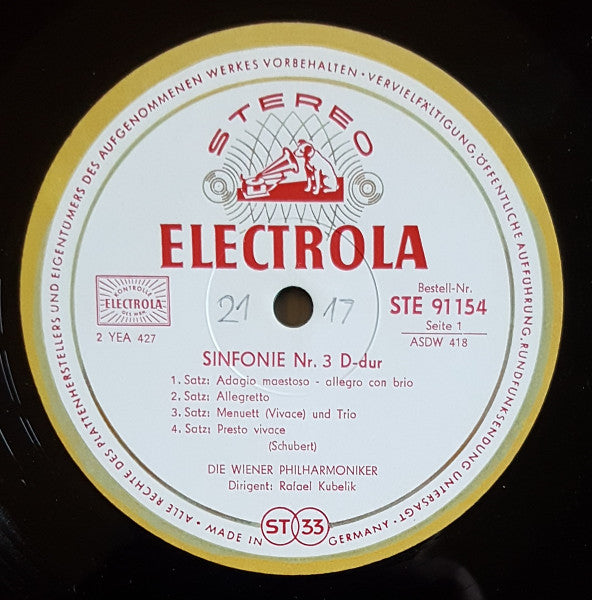 · ALLE RECHTE DES PLATTENHERSTELLERS UND EIGENTÜMERS DES AUFGENOMMENEN WERKES VORBEHALTEN · VERVIELFÄLTIGUNG, ÖFFENTLICHE AUFFÜHRUNG, RUNDFUNKSENDUNG UNTERSAGT ·
STEREO
ELECTROLA
KONTROLLE
ELECTROLA
GES. MBH.
2 YEA 427
Bestell-Nr.
STE 91154
Seite 1
ASDW 418
21 17
SINFONIE Nr. 3 D-dur
1. Satz: Adagio maestoso - allegro con brio
2. Satz: Allegretto
3. Satz: Menuett (Vivace) und Trio
4. Satz: Presto vivace
(Schubert)
DIE WIENER PHILHARMONIKER
Dirigent: Rafael Kubelik
MADE IN GERMANY
ST 33